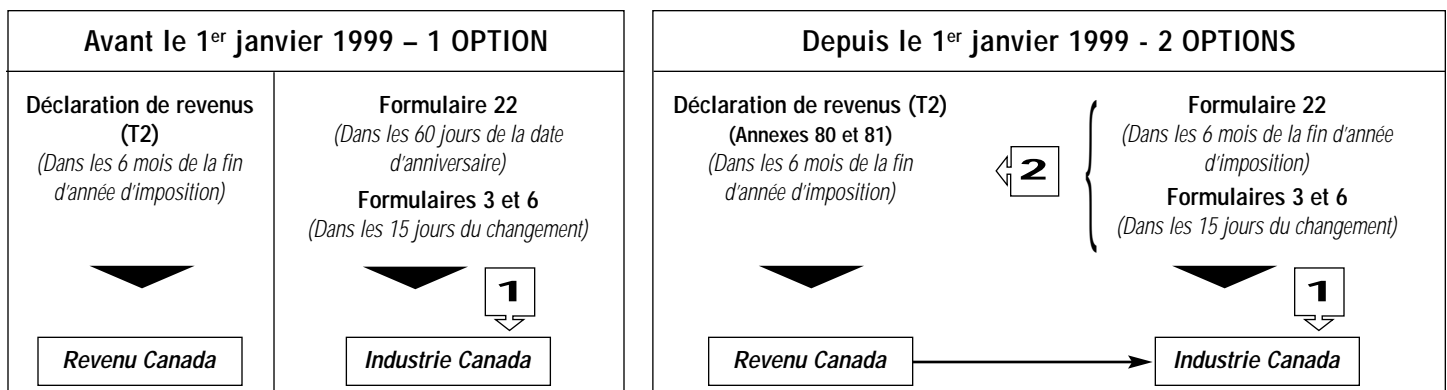 Avant le 1er janvier 1999 – 1 OPTION
Déclaration de revenus
(T2)
(Dans les 6 mois de la fin
d'année d'imposition)
Formulaire 22
(Dans les 60 jours de la date
d'anniversaire)
Formulaires 3 et 6
(Dans les 15 jours du changement)
1
Revenu Canada
Industrie Canada
Depuis le 1er janvier 1999 - 2 OPTIONS
Déclaration de revenus (T2)
(Annexes 80 et 81)
(Dans les 6 mois de la fin
d'année d'imposition)
2
Formulaire 22
(Dans les 6 mois de la fin d'année
d'imposition)
Formulaires 3 et 6
(Dans les 15 jours du changement)
1
Revenu Canada
Industrie Canada